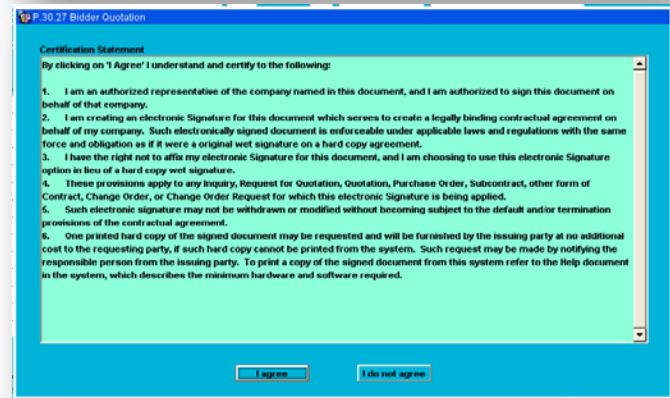 P.30.27 Bidder Quotation
Certification Statement
By clicking on 'I Agree' I understand and certify to the following:
1. I am an authorized representative of the company named in this document, and I am authorized to sign this document on
behalf of that company.
2. I am creating an electronic Signature for this document which serves to create a legally binding contractual agreement on
behalf of my company. Such electronically signed document is enforceable under applicable laws and regulations with the same
force and obligation as if it were a original wet signature on a hard copy agreement.
3. I have the right not to affix my electronic Signature for this document, and I am choosing to use this electronic Signature
option in lieu of a hard copy wet signature.
4. These provisions apply to any Inquiry, Request for Quotation, Quotation, Purchase Order, Subcontract, other form of
Contract, Change Order, or Change Order Request for which this electronic Signature is being applied.
5. Such electronic signature may not be withdrawn or modified without becoming subject to the default and/or termination
provisions of the contractual agreement.
6. One printed hard copy of the signed document may be requested and will be furnished by the issuing party at no additional
cost to the requesting party, if such hard copy cannot be printed from the system. Such request may be made by notifying the
responsible person from the issuing party. To print a copy of the signed document from this system refer to the Help document
in the system, which describes the minimum hardware and software required.
I agree
I do not agree